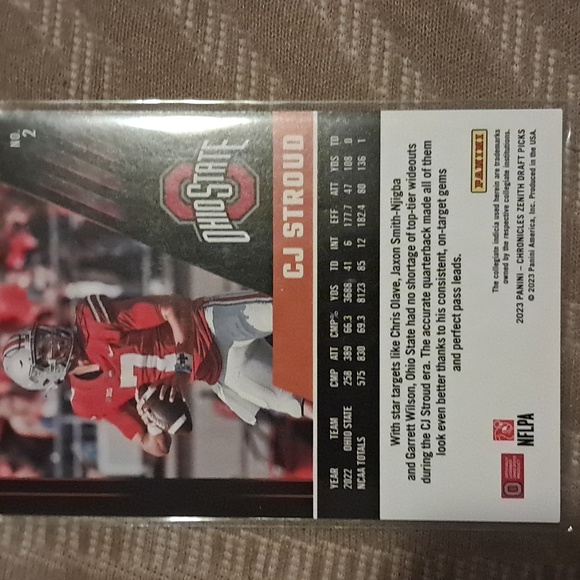 NO.
2
OHIO STATE
7
CJ STROUD
YEAR TEAM CMP ATT CMP% YDS TD INT EFF ATT YDS TD
2022 OHIO STATE 258 389 66.3 3688 41 6 177.7 47 108 0
NCAA TOTALS 575 830 69.3 8123 85 12 182.4 80 136 1
With star targets like Chris Olave, Jaxon Smith-Njigba
and Garrett Wilson, Ohio State had no shortage of top-tier wideouts
during the CJ Stroud era. The accurate quarterback made all of them
look even better thanks to his consistent, on-target gems
and perfect pass leads.
NFLPA
PANINI
The collegiate indicia used herein are trademarks
owned by the respective collegiate institutions.
2023 PANINI – CHRONICLES ZENITH DRAFT PICKS
© 2023 Panini America, Inc. Produced in the USA.